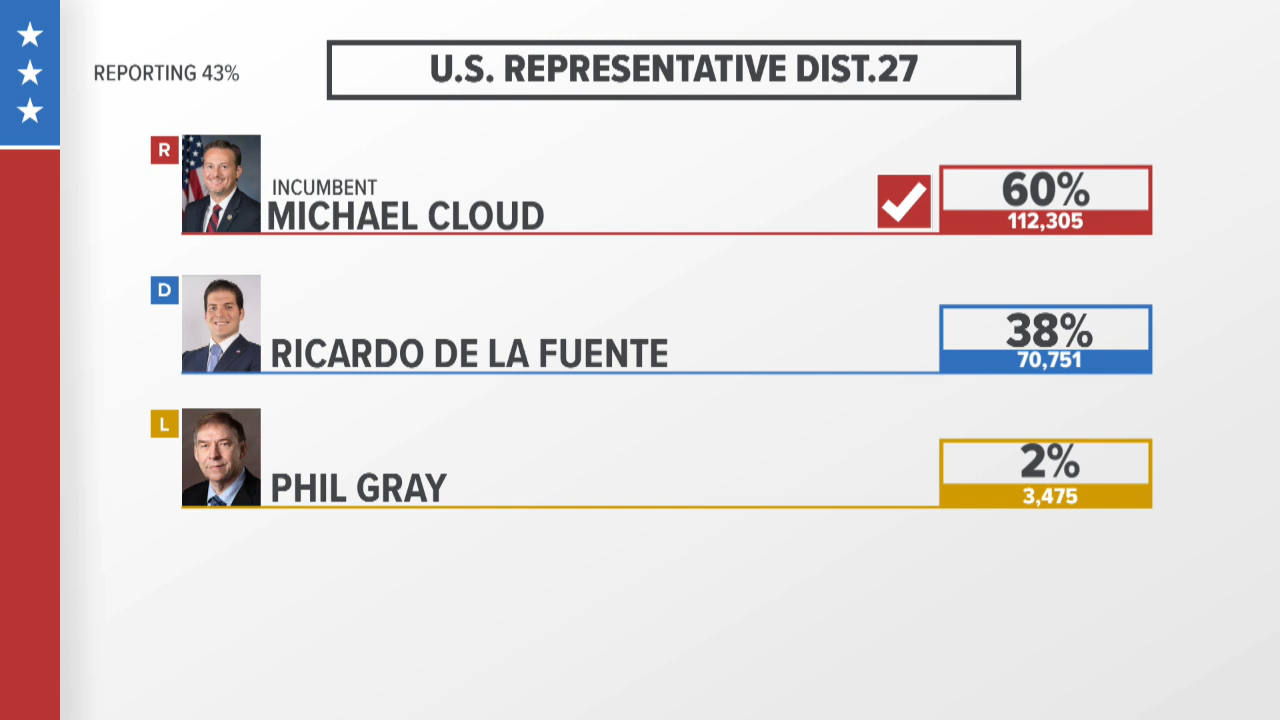 REPORTING 43%
U.S. REPRESENTATIVE DIST.27
R
INCUMBENT
MICHAEL CLOUD
60%
112,305
D
RICARDO DE LA FUENTE
38%
70,751
L
PHIL GRAY
2%
3,475